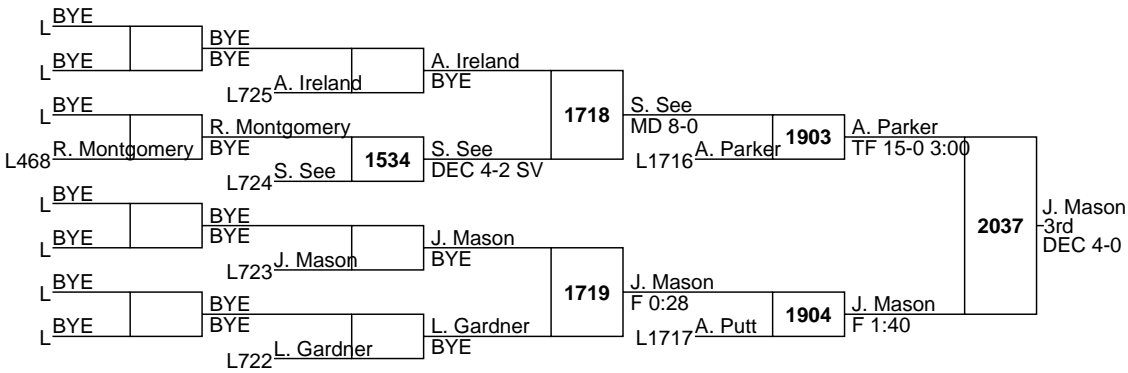 L BYE
BYE
L BYE
BYE
A. Ireland
L725 A. Ireland
BYE
1718
S. See
MD 8-0
L BYE
R. Montgomery
L468 R. Montgomery
BYE
1534
S. See
DEC 4-2 SV
L724 S. See
L1716 A. Parker
1903
A. Parker
TF 15-0 3:00
L BYE
BYE
L BYE
BYE
J. Mason
L723 J. Mason
BYE
1719
J. Mason
F 0:28
L BYE
BYE
L BYE
BYE
L. Gardner
L722 L. Gardner
BYE
L1717 A. Putt
1904
J. Mason
F 1:40
2037
J. Mason
3rd
DEC 4-0